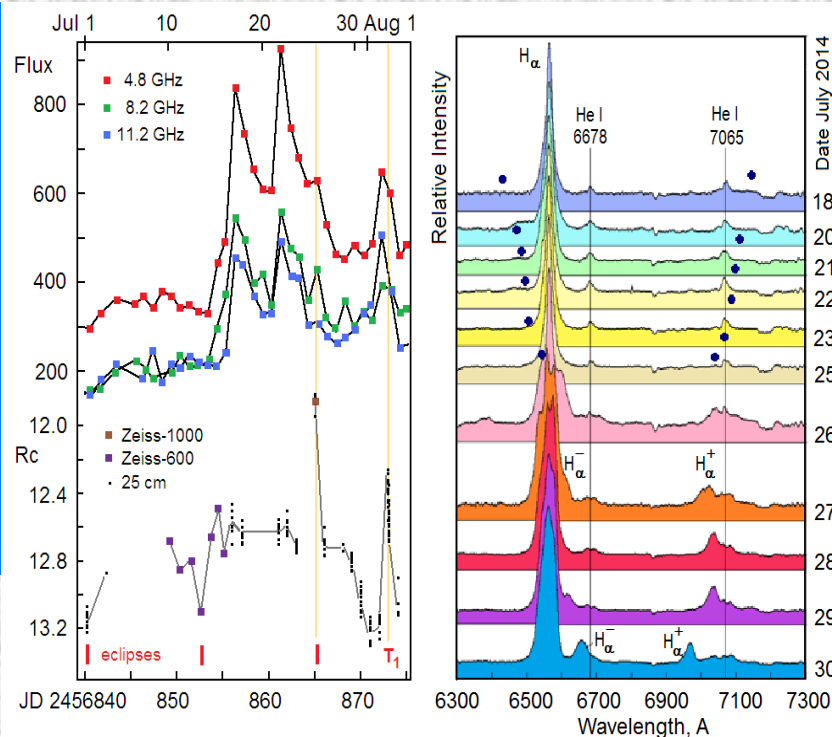 Jul 1 10 20 30 Aug 1
Flux
4.8 GHz
8.2 GHz
11.2 GHz
800
600
400
200
12.0
Rc
Zeiss-1000
Zeiss-600
25 cm
12.4
12.8
13.2
eclipses
T1
JD 2456840 850 860 870
Relative Intensity
Hα
He I
6678
He I
7065
Date July 2014
18
20
21
22
23
25
26
Hα− Hα+
27
28
29
Hα− Hα+
30
6300 6500 6700 6900 7100 7300
Wavelength, A